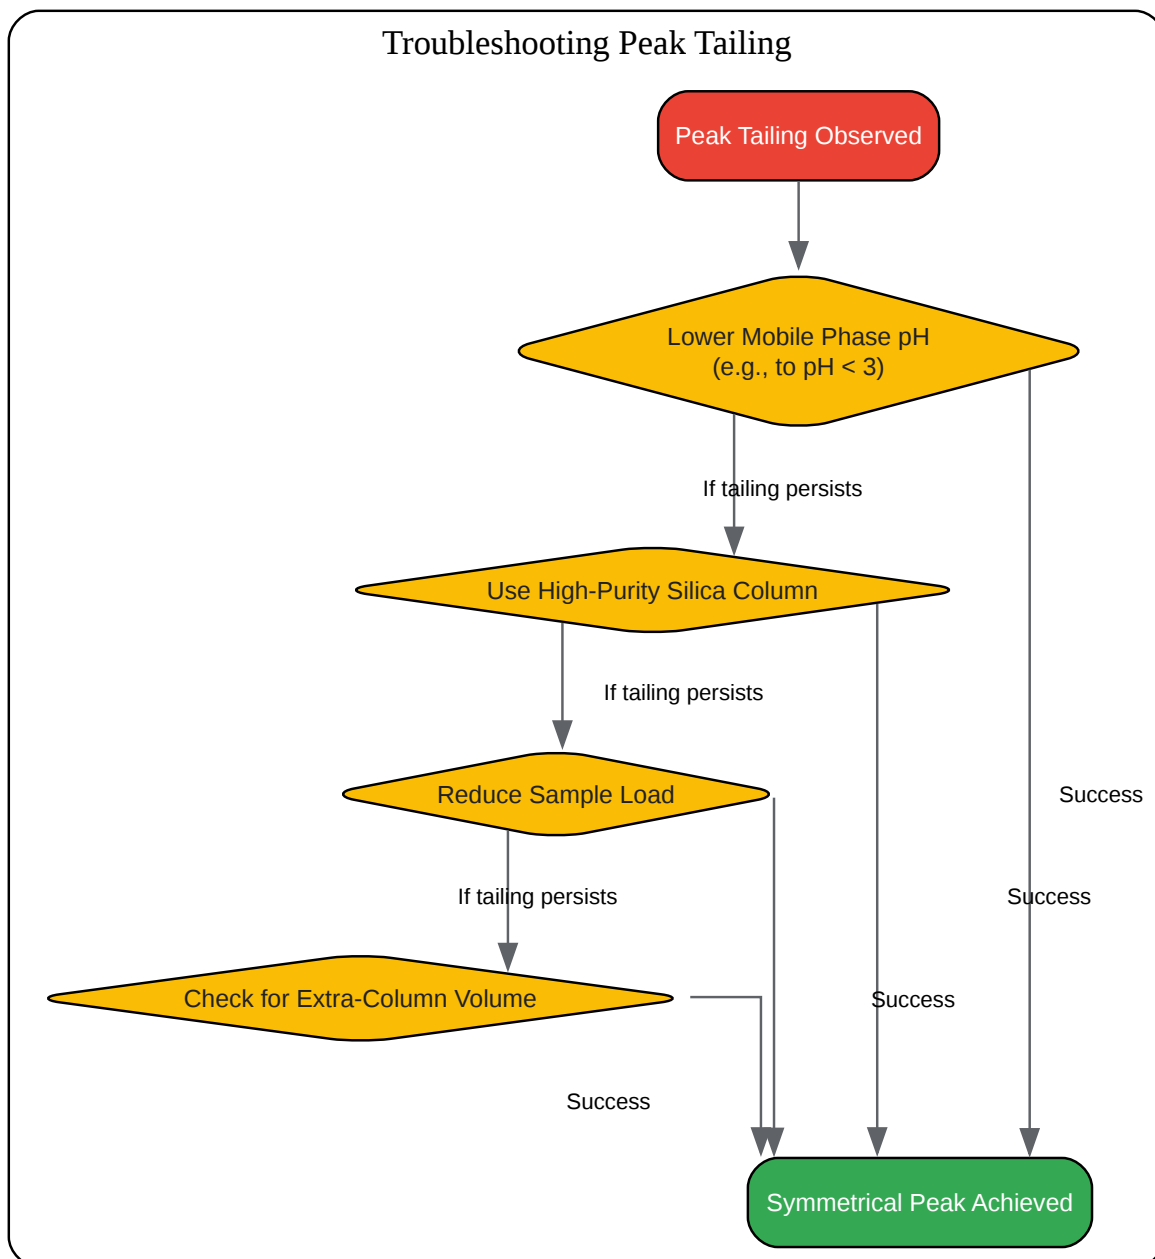 Troubleshooting Peak Tailing
Peak Tailing Observed
Lower Mobile Phase pH
(e.g., to pH < 3)
If tailing persists
Use High-Purity Silica Column
If tailing persists
Reduce Sample Load
Success
If tailing persists
Success
Check for Extra-Column Volume
Success
Success
Symmetrical Peak Achieved